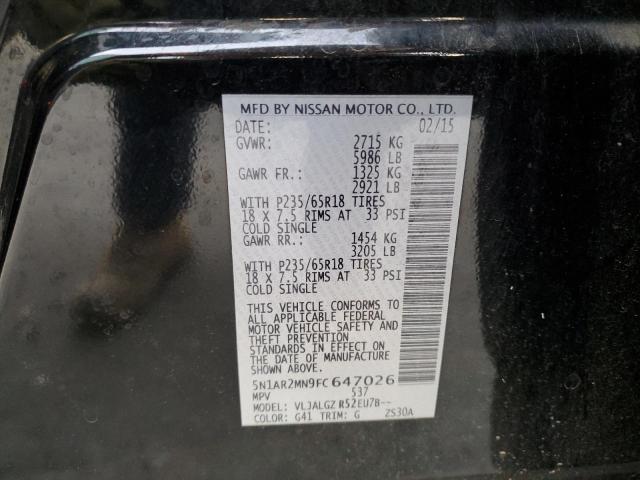 MFD BY NISSAN MOTOR CO., LTD.
DATE: 02/15
GVWR: 2715 KG
5986 LB
GAWR FR.: 1325 KG
2921 LB
WITH P235/65R18 TIRES
18 X 7.5 RIMS AT 33 PSI
COLD SINGLE
GAWR RR.: 1454 KG
3205 LB
WITH P235/65R18 TIRES
18 X 7.5 RIMS AT 33 PSI
COLD SINGLE
THIS VEHICLE CONFORMS TO
ALL APPLICABLE FEDERAL
MOTOR VEHICLE SAFETY AND
THEFT PREVENTION
STANDARDS IN EFFECT ON
THE DATE OF MANUFACTURE
SHOWN ABOVE.
5N1AR2MN9FC647026
MPV 537
MODEL: VLJALGZ R52EU7B--
COLOR: G41 TRIM: G ZS30A